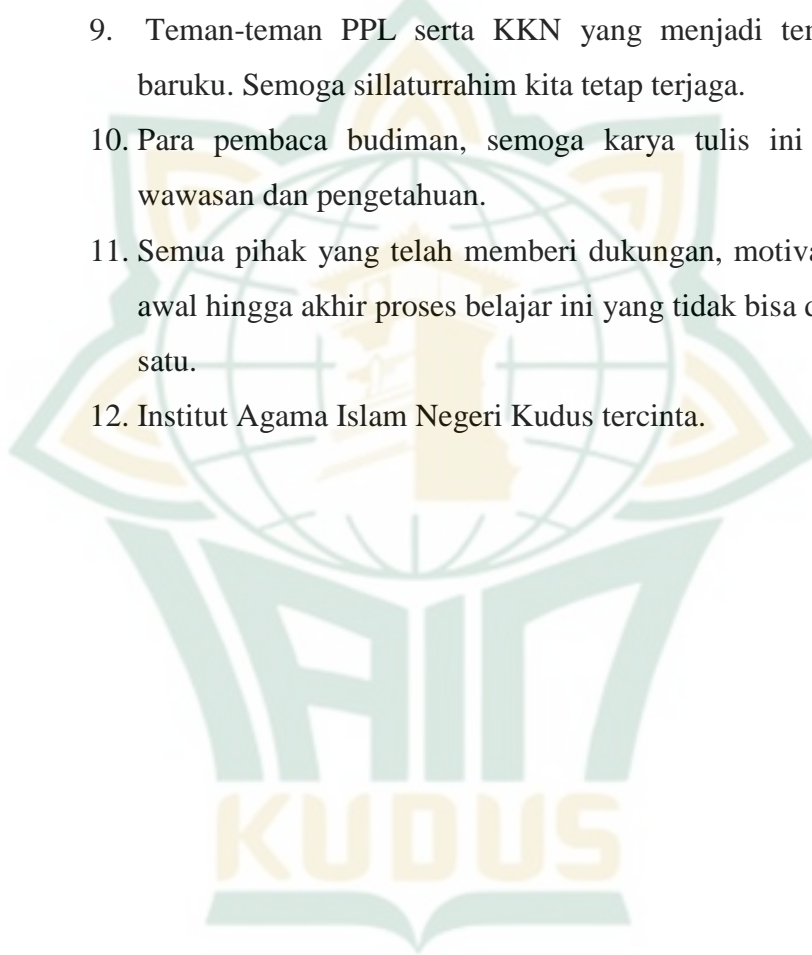 9. Teman-teman PPL serta KKN yang menjadi
baruku. Semoga sillaturrahim kita tetap terjaga.
10. Para pembaca budiman, semoga karya tulis ini
wawasan dan pengetahuan.
11. Semua pihak yang telah memberi dukungan,
awal hingga akhir proses belajar ini yang tidak bisa
satu.
12. Institut Agama Islam Negeri Kudus tercinta.
IAIN
KUDUS